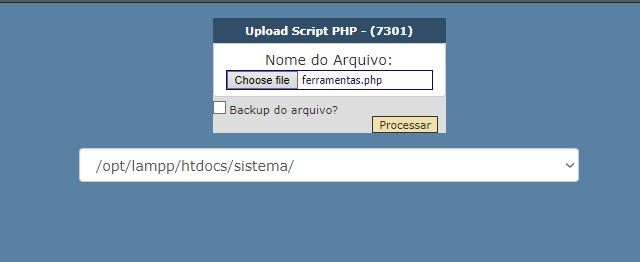 Upload Script PHP - (7301)
Nome do Arquivo:
Choose file ferramentas.php
Backup do arquivo?
Processar
/opt/lampp/htdocs/sistema/